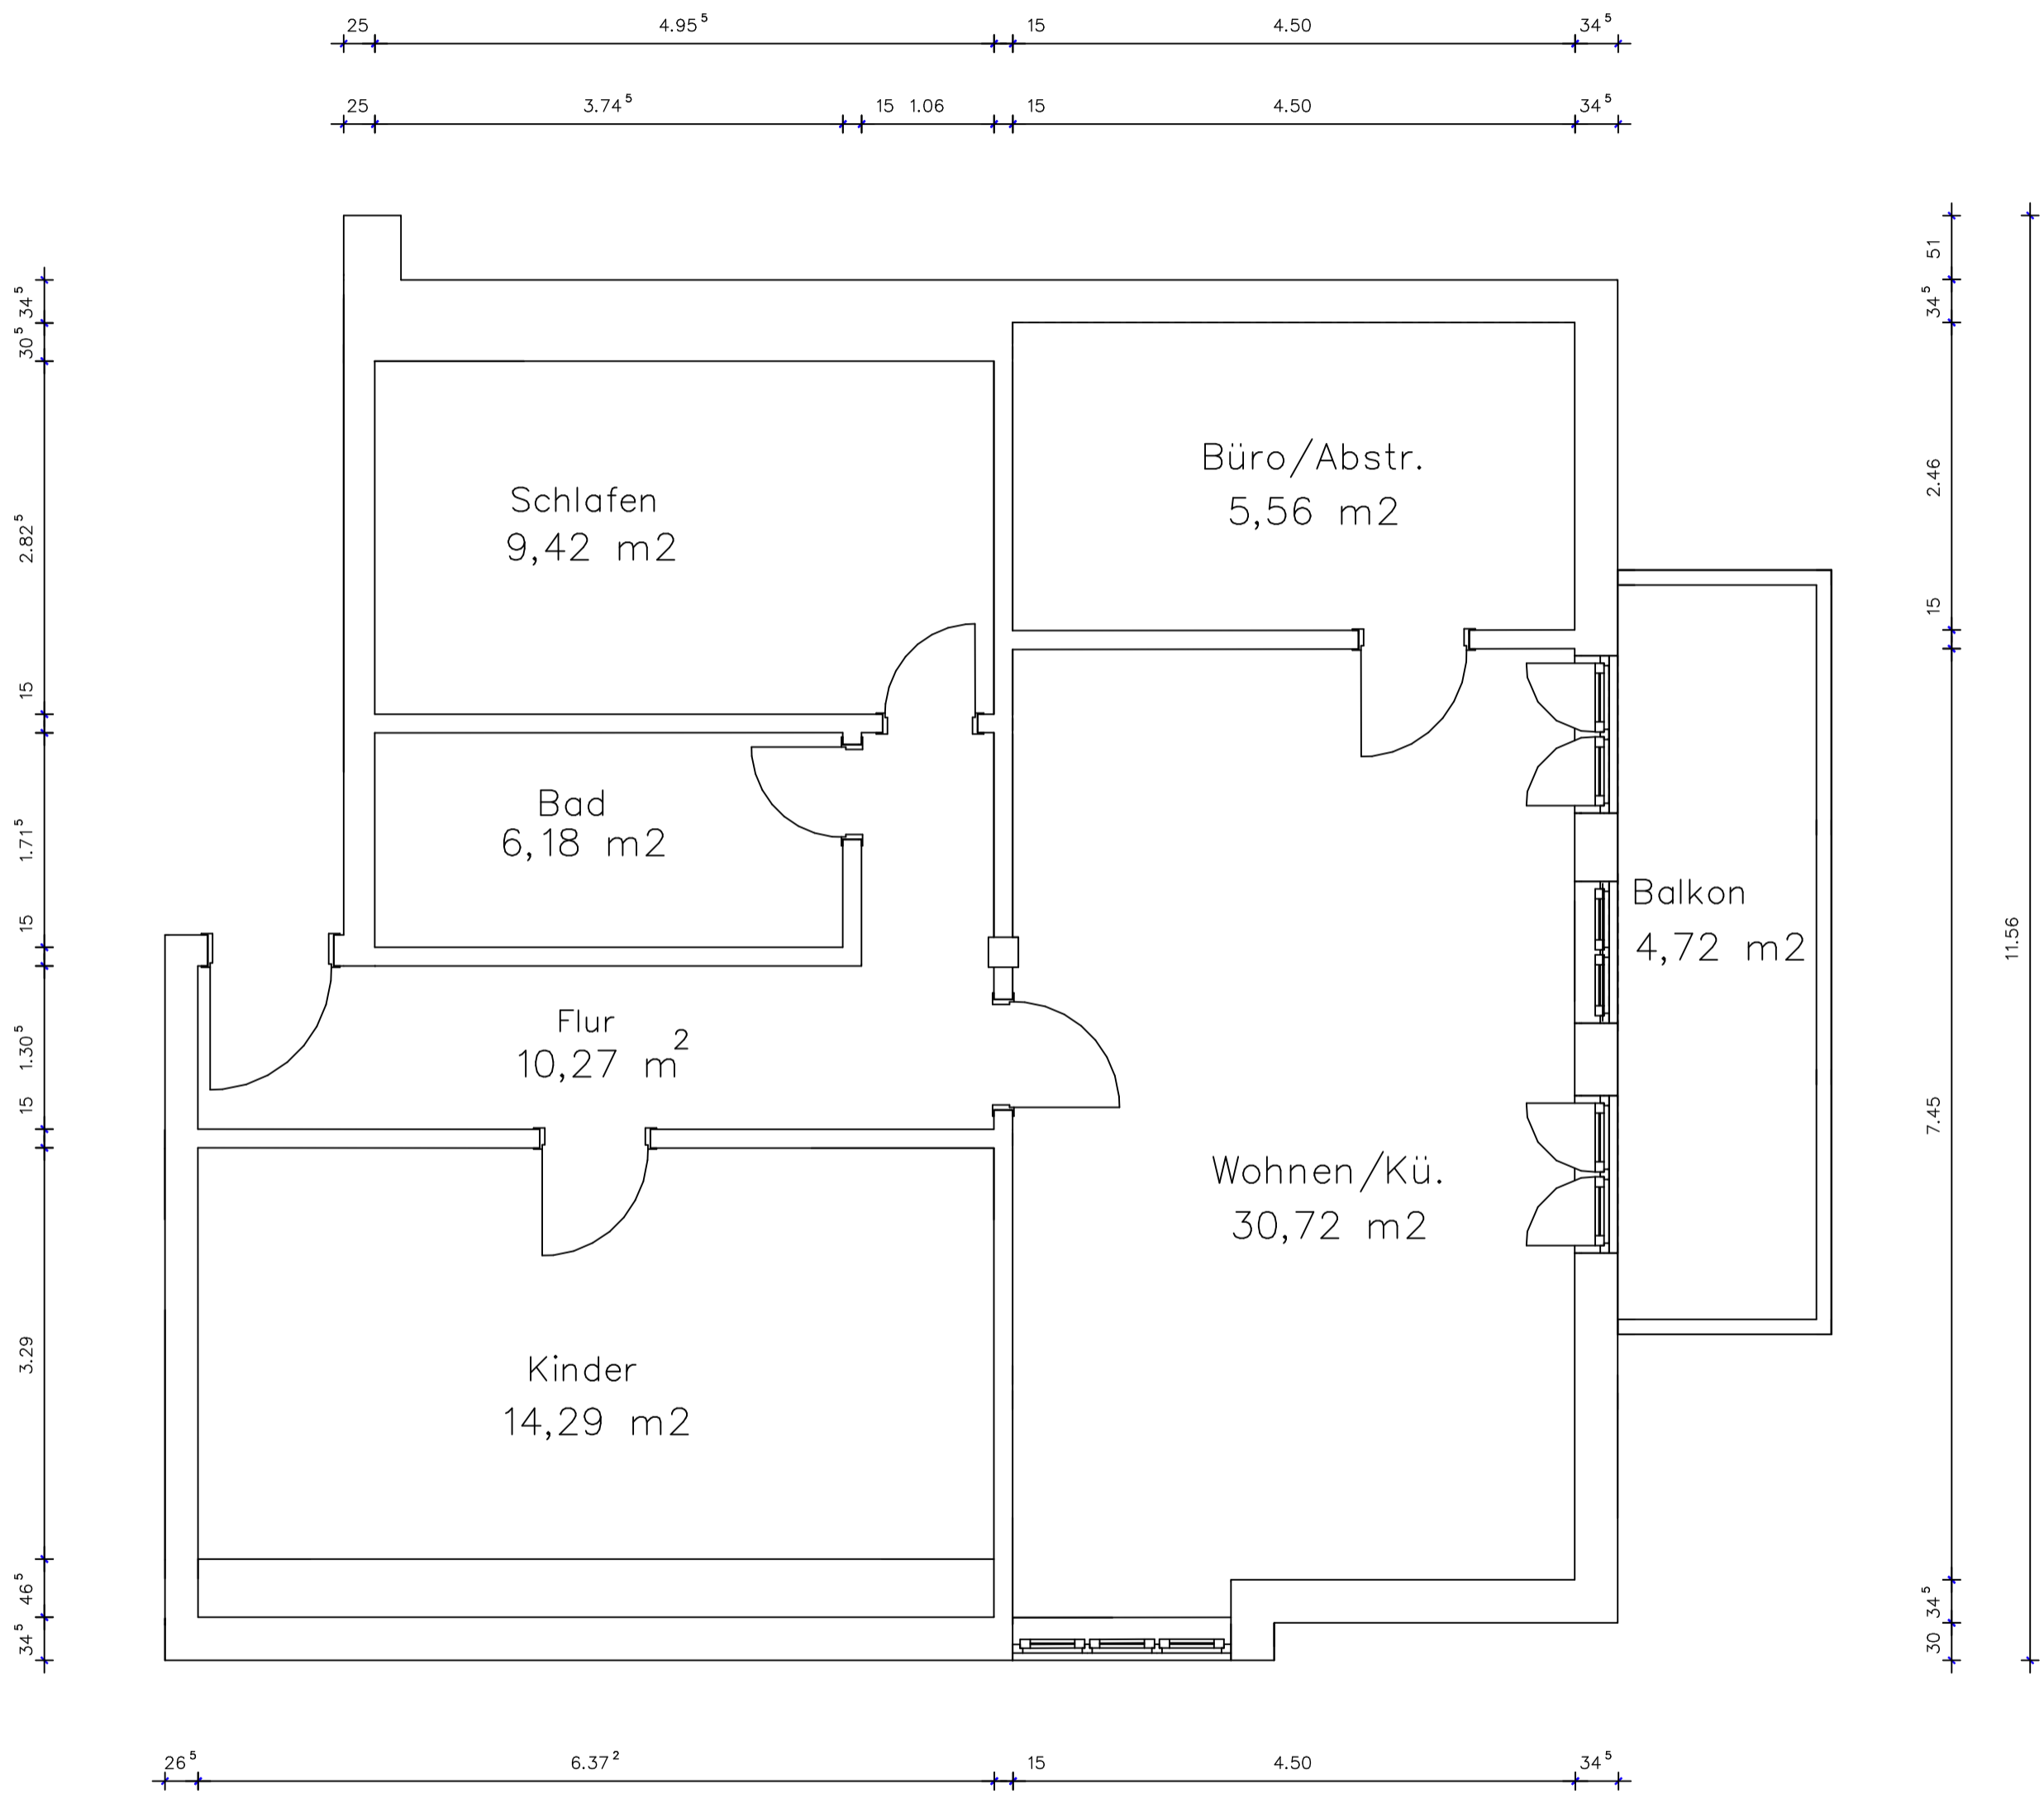 25 4.95⁵ 15 4.50 34⁵
25 3.74⁵ 15 1.06 15 4.50 34⁵
51
34⁵
34⁵
30⁵
Büro/Abstr.
5,56 m2
2.46
Schlafen
9,42 m2
2.82⁵
15
15
Bad
6,18 m2
1.71⁵
Balkon
4,72 m2
15
11.56
Flur
10,27 m²
1.30⁵
15
7.45
Wohnen/Kü.
30,72 m2
3.29
Kinder
14,29 m2
46⁵
34⁵
34⁵
30
26⁵ 6.37² 15 4.50 34⁵